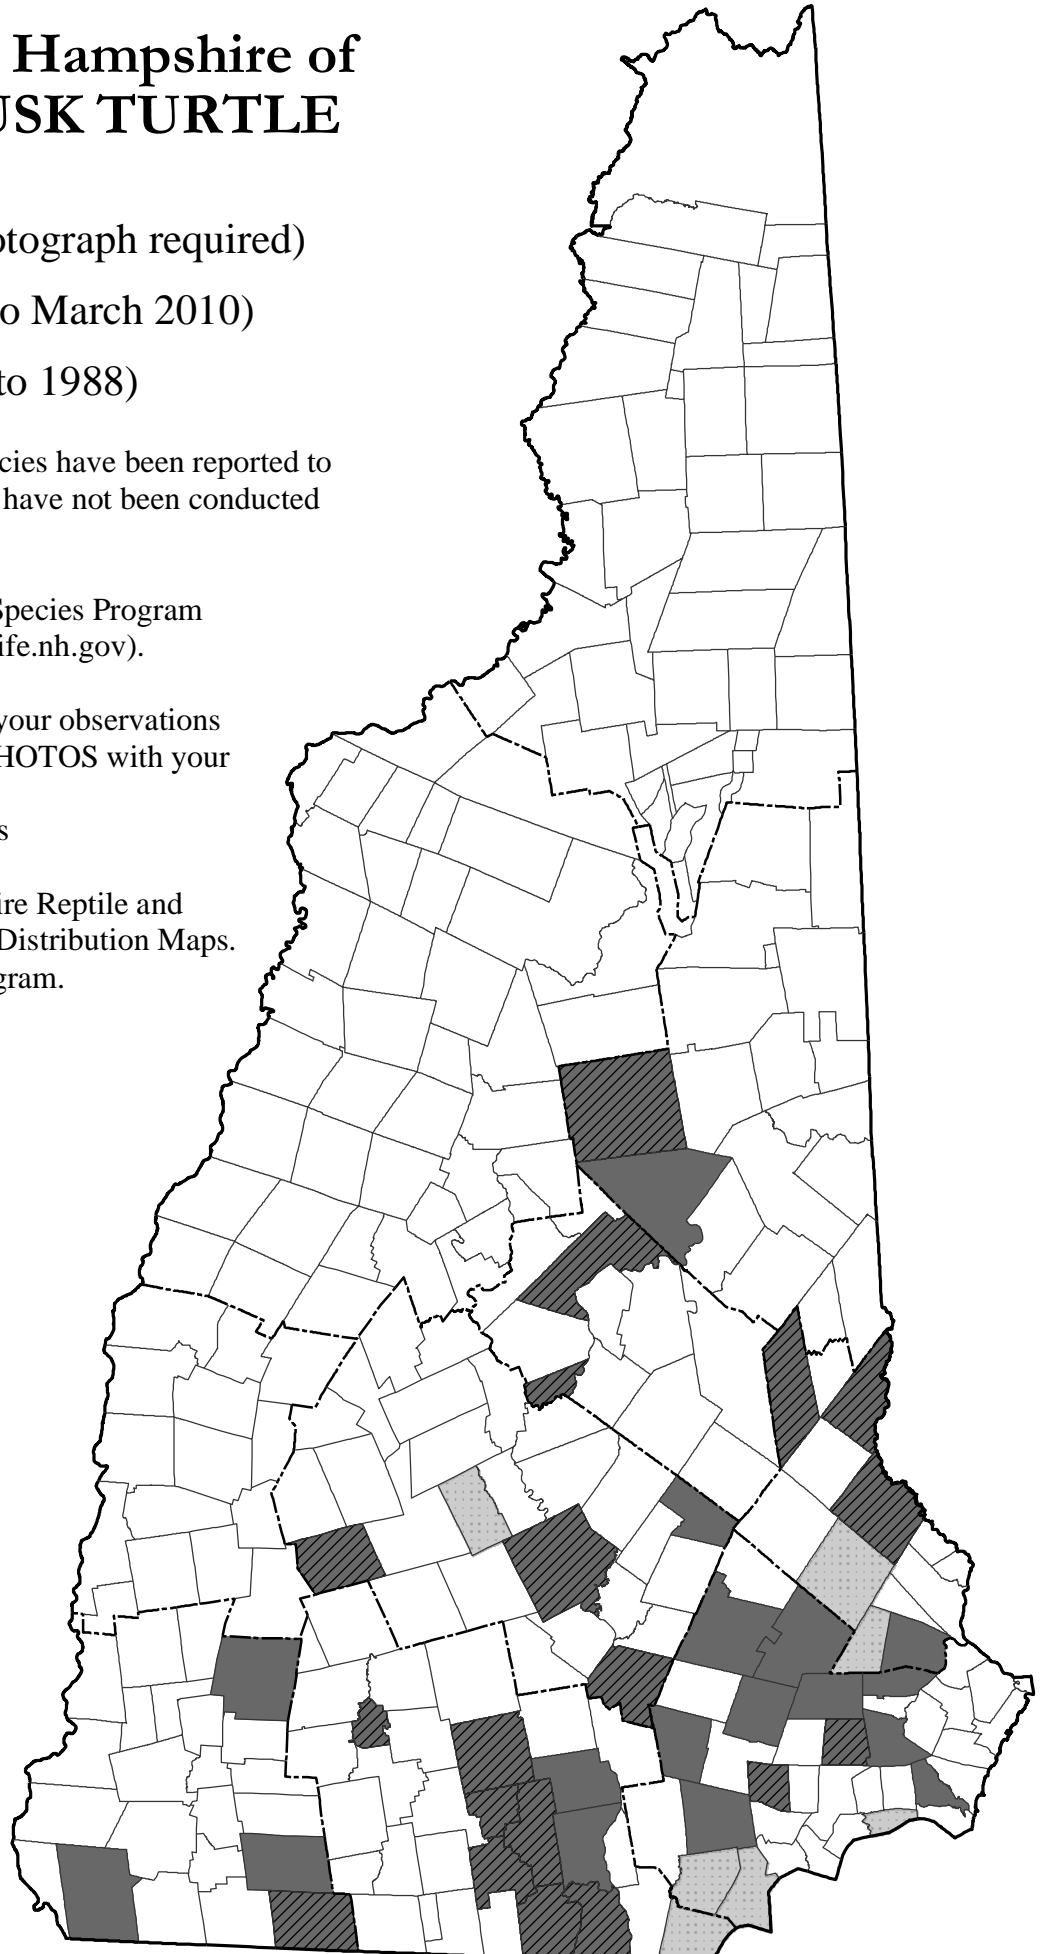 Hampshire of
USK TURTLE
otograph required)
o March 2010)
to 1988)
cies have been reported to
have not been conducted
Species Program
ife.nh.gov).
your observations
HOTOS with your
s
ire Reptile and
Distribution Maps.
gram.